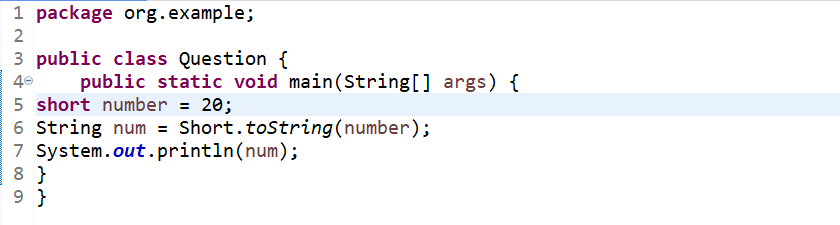 1 package org.example;
2
3 public class Question {
4 public static void main(String[] args) {
5 short number = 20;
6 String num = Short.toString(number);
7 System.out.println(num);
8 }
9 }